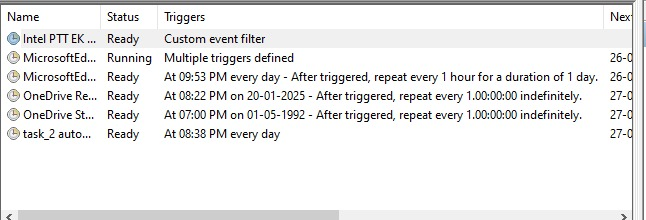 Name Status Triggers Next
Intel PTT EK ... Ready Custom event filter
MicrosoftEd... Running Multiple triggers defined 26-0
MicrosoftEd... Ready At 09:53 PM every day - After triggered, repeat every 1 hour for a duration of 1 day. 26-0
OneDrive Re... Ready At 08:22 PM on 20-01-2025 - After triggered, repeat every 1.00:00:00 indefinitely. 27-0
OneDrive St... Ready At 07:00 PM on 01-05-1992 - After triggered, repeat every 1.00:00:00 indefinitely. 27-0
task_2 auto... Ready At 08:38 PM every day 27-0